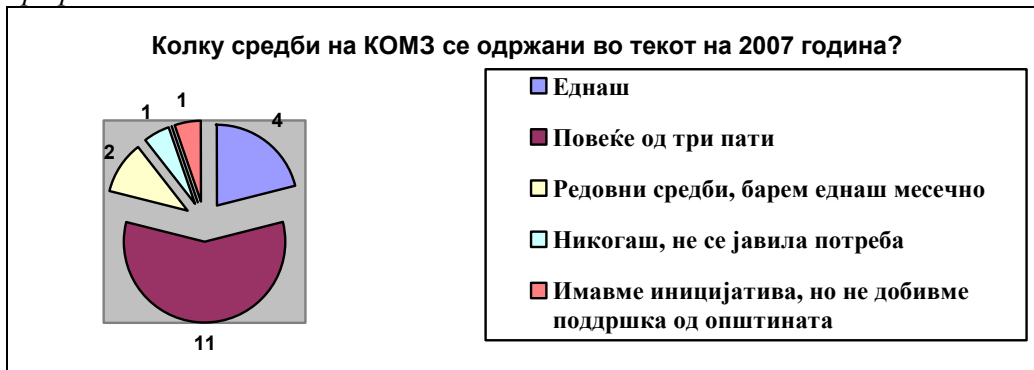 Колку средби на КОМЗ се одржани во текот на 2007 година?
1
1
4
2
11
Еднаш
Повеќе од три пати
Редовни средби, барем еднаш месечно
Никогаш, не се јавила потреба
Имавме иницијатива, но не добивме
поддршка од општината